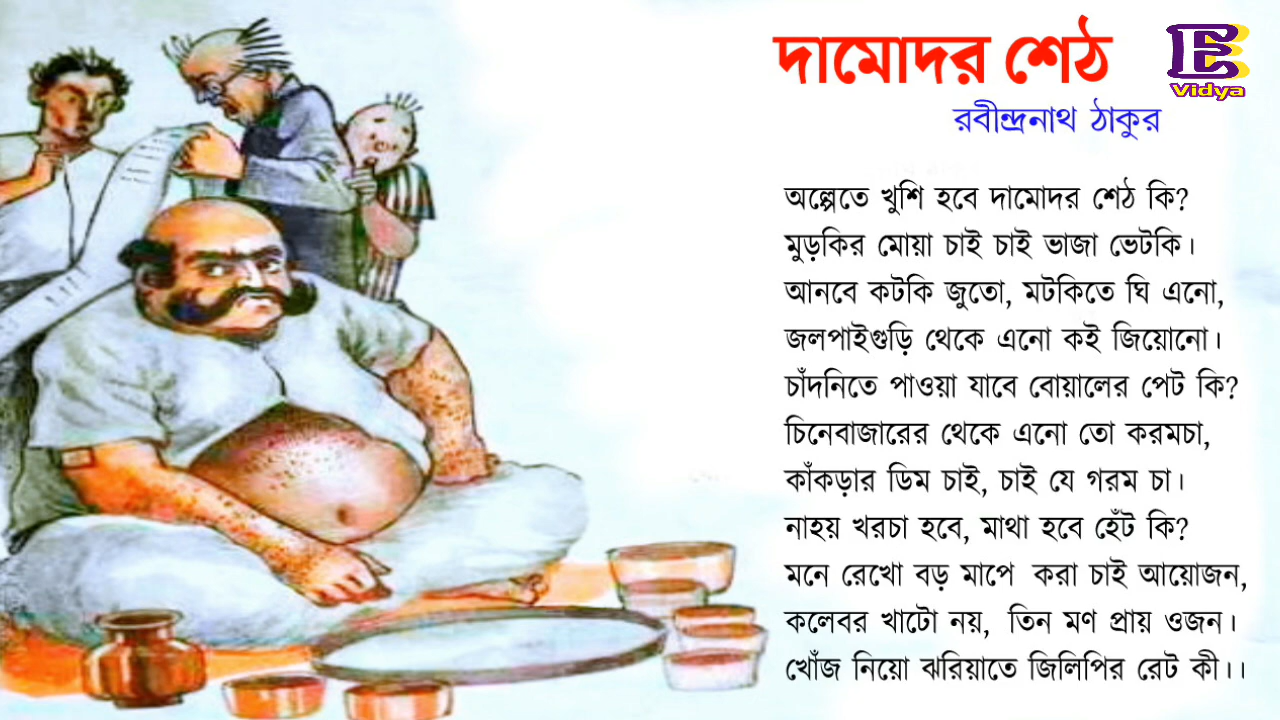 দামোদর শেঠ
E
Vidya
রবীন্দ্রনাথ ঠাকুর
অল্পেতে খুশি হবে দামোদর শেঠ কি?
মুড়কির মোয়া চাই চাই ভাজা ভেটকি।
আনবে কটকি জুতো, মটকিতে ঘি এনো,
জলপাইগুড়ি থেকে এনো কই জিয়োনো।
চাঁদনিতে পাওয়া যাবে বোয়ালের পেট কি?
চিনেবাজারের থেকে এনো তো করমচা,
কাঁকড়ার ডিম চাই, চাই যে গরম চা।
নাহয় খরচা হবে, মাথা হবে হেঁট কি?
মনে রেখো বড় মাপে করা চাই আয়োজন,
কলেবর খাটো নয়, তিন মণ প্রায় ওজন।
খোঁজ নিয়ো ঝরিয়াতে জিলিপির রেট কী।।